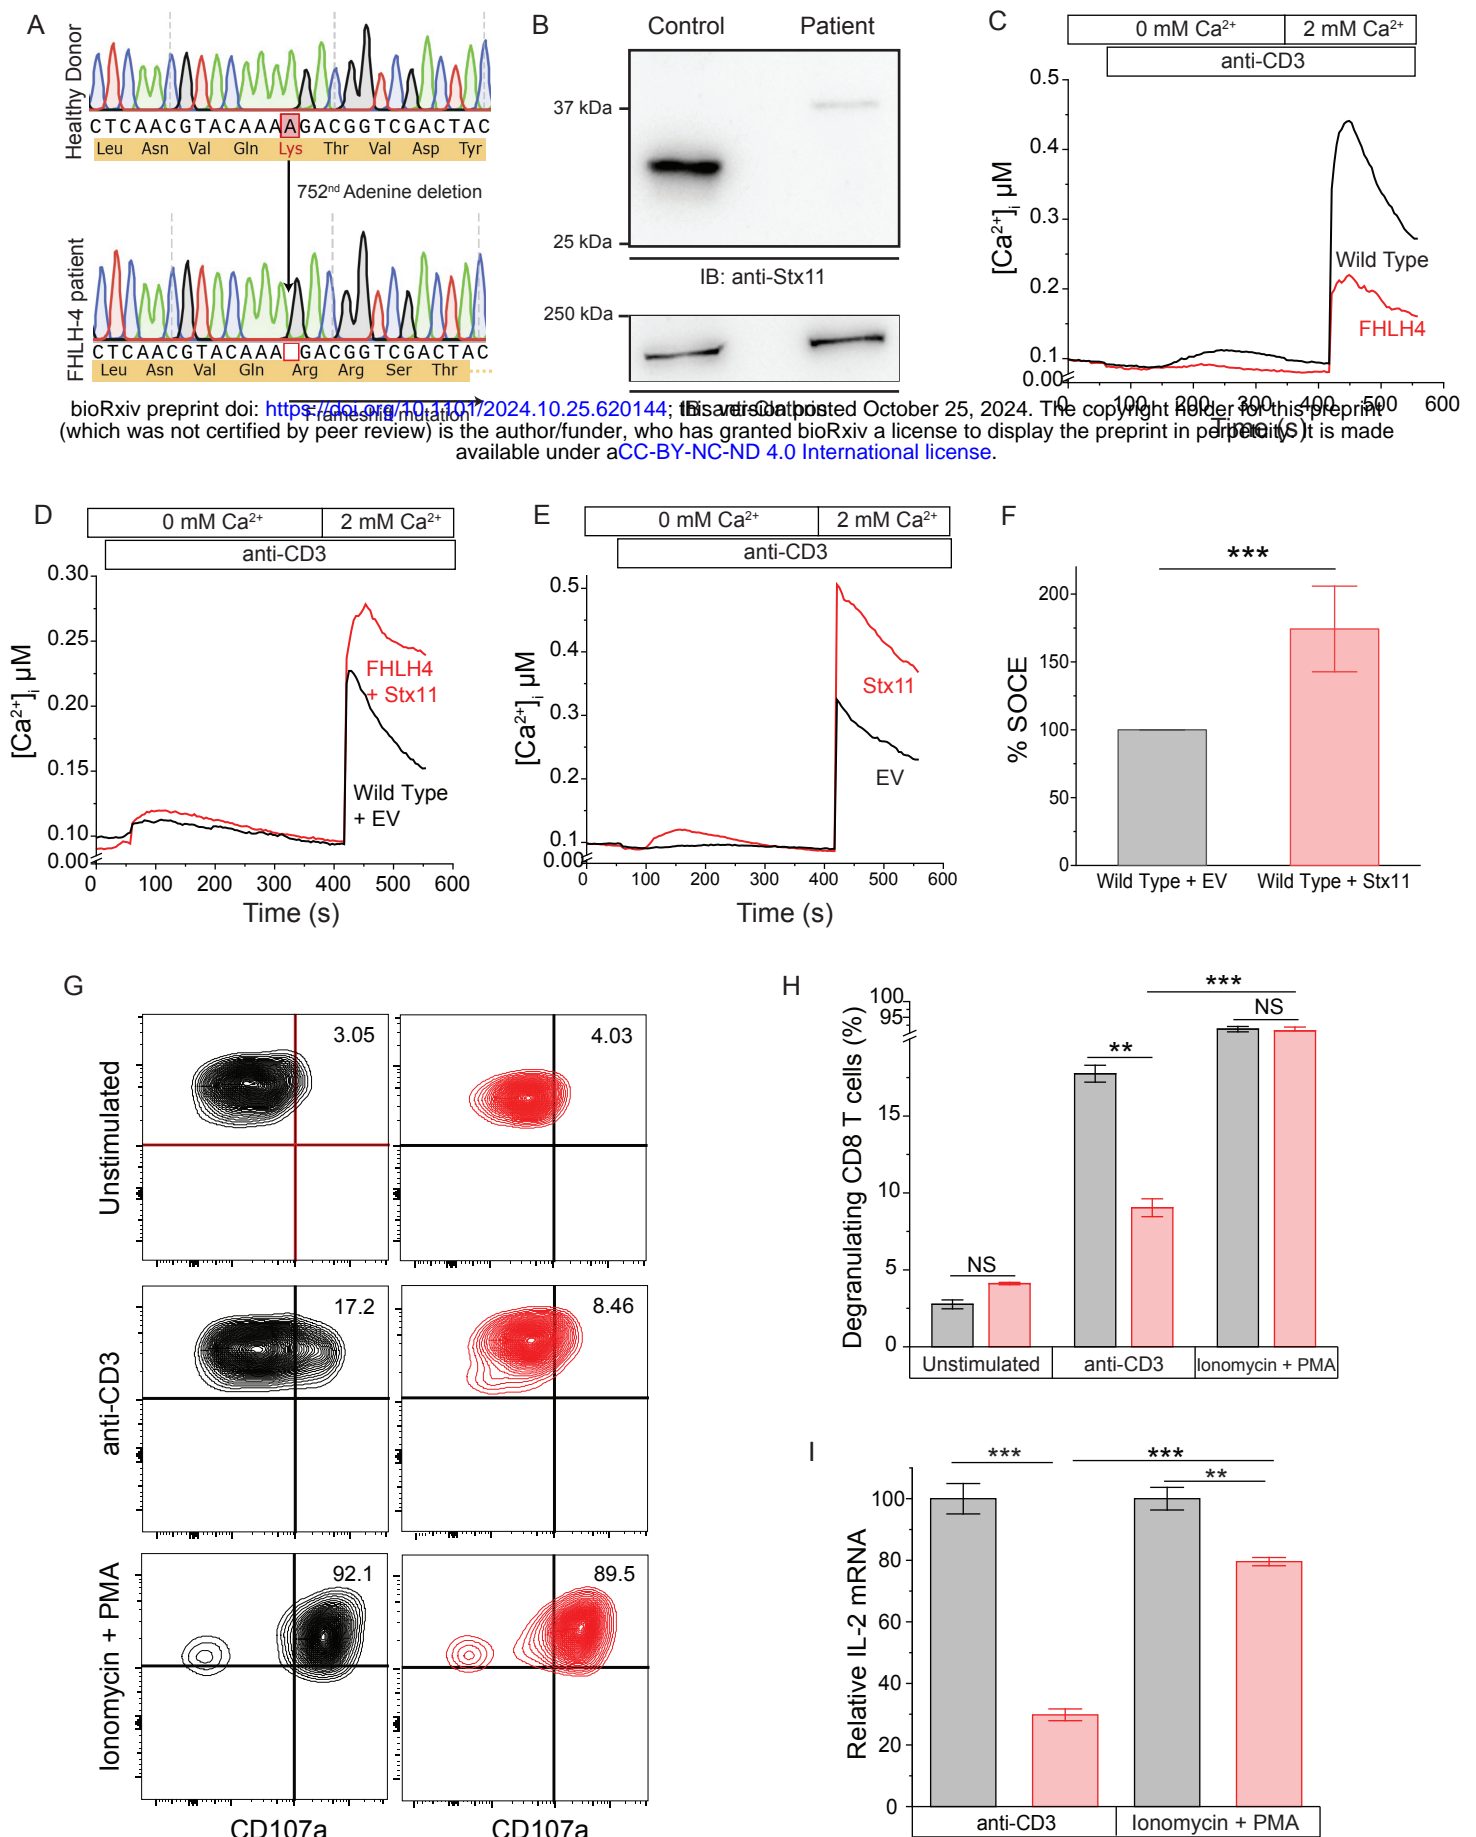 A
Healthy Donor
CTCAACGTACAAAAGACGGTCGACTAC
Leu Asn Val Gln Lys Thr Val Asp Tyr
752nd Adenine deletion
FHLH-4 patient
CTCAACGTACAAA GACGGTCGACTAC
Leu Asn Val Gln Arg Arg Ser Thr
Frameshift mutation
B
Control Patient
37 kDa
25 kDa
IB: anti-Stx11
250 kDa
C
0 mM Ca2+ 2 mM Ca2+
anti-CD3
[Ca2+]i µM
0.5
0.4
0.3
0.2
0.1
0.00
Wild Type
FHLH4
0 100 200 300 400 500 600
Time (s)
bioRxiv preprint doi: https://doi.org/10.1101/2024.10.25.620144; this version posted October 25, 2024. The copyright holder for this preprint
(which was not certified by peer review) is the author/funder, who has granted bioRxiv a license to display the preprint in perpetuity. It is made
available under aCC-BY-NC-ND 4.0 International license.
D
0 mM Ca2+ 2 mM Ca2+
anti-CD3
[Ca2+]i µM
0.30
0.25
0.20
0.15
0.10
0.00
FHLH4
+ Stx11
Wild Type
+ EV
0 100 200 300 400 500 600
Time (s)
E
0 mM Ca2+ 2 mM Ca2+
anti-CD3
[Ca2+]i µM
0.5
0.4
0.3
0.2
0.1
0.00
Stx11
EV
0 100 200 300 400 500 600
Time (s)
F
***
% SOCE
200
150
100
50
0
Wild Type + EV Wild Type + Stx11
G
Unstimulated
3.05 4.03
anti-CD3
17.2 8.46
Ionomycin + PMA
92.1 89.5
CD107a CD107a
H
Degranulating CD8 T cells (%)
100
95
15
10
5
0
NS
**
***
NS
Unstimulated anti-CD3 Ionomycin + PMA
I
Relative IL-2 mRNA
100
80
60
40
20
0
*** ***
**
anti-CD3 Ionomycin + PMA